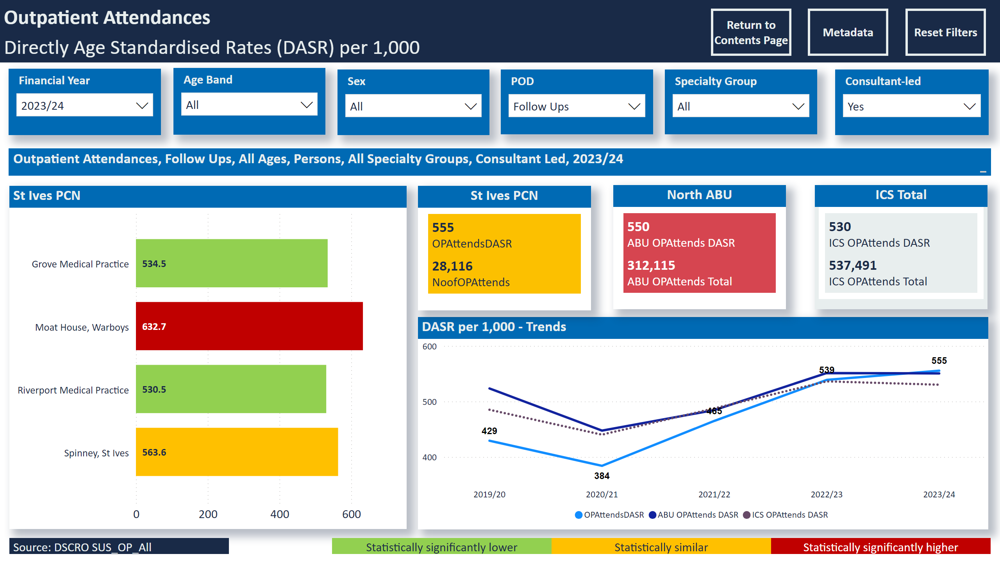 Outpatient Attendances
Directly Age Standardised Rates (DASR) per 1,000
Return to
Contents Page
Metadata
Reset Filters
Financial Year
2023/24
Age Band
All
Sex
All
POD
Follow Ups
Specialty Group
All
Consultant-led
Yes
Outpatient Attendances, Follow Ups, All Ages, Persons, All Specialty Groups, Consultant Led, 2023/24
St Ives PCN
Grove Medical Practice
534.5
Moat House, Warboys
632.7
Riverport Medical Practice
530.5
Spinney, St Ives
563.6
0
200
400
600
St Ives PCN
555
OPAttendsDASR
28,116
NoofOPAttends
North ABU
550
ABU OPAttends DASR
312,115
ABU OPAttends Total
ICS Total
530
ICS OPAttends DASR
537,491
ICS OPAttends Total
DASR per 1,000 - Trends
600
500
400
429
384
465
539
555
2019/20
2020/21
2021/22
2022/23
2023/24
OPAttendsDASR
ABU OPAttends DASR
ICS OPAttends DASR
Source: DSCRO SUS_OP_All
Statistically significantly lower
Statistically similar
Statistically significantly higher